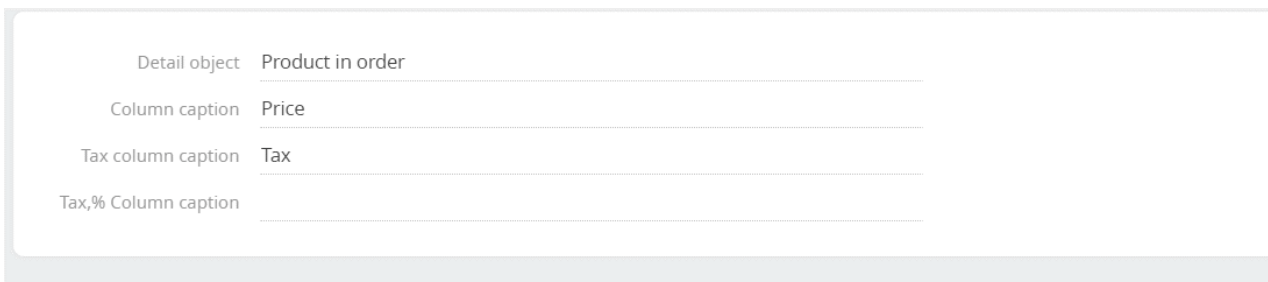 Detail object Product in order
Column caption Price
Tax column caption Tax
Tax,% Column caption